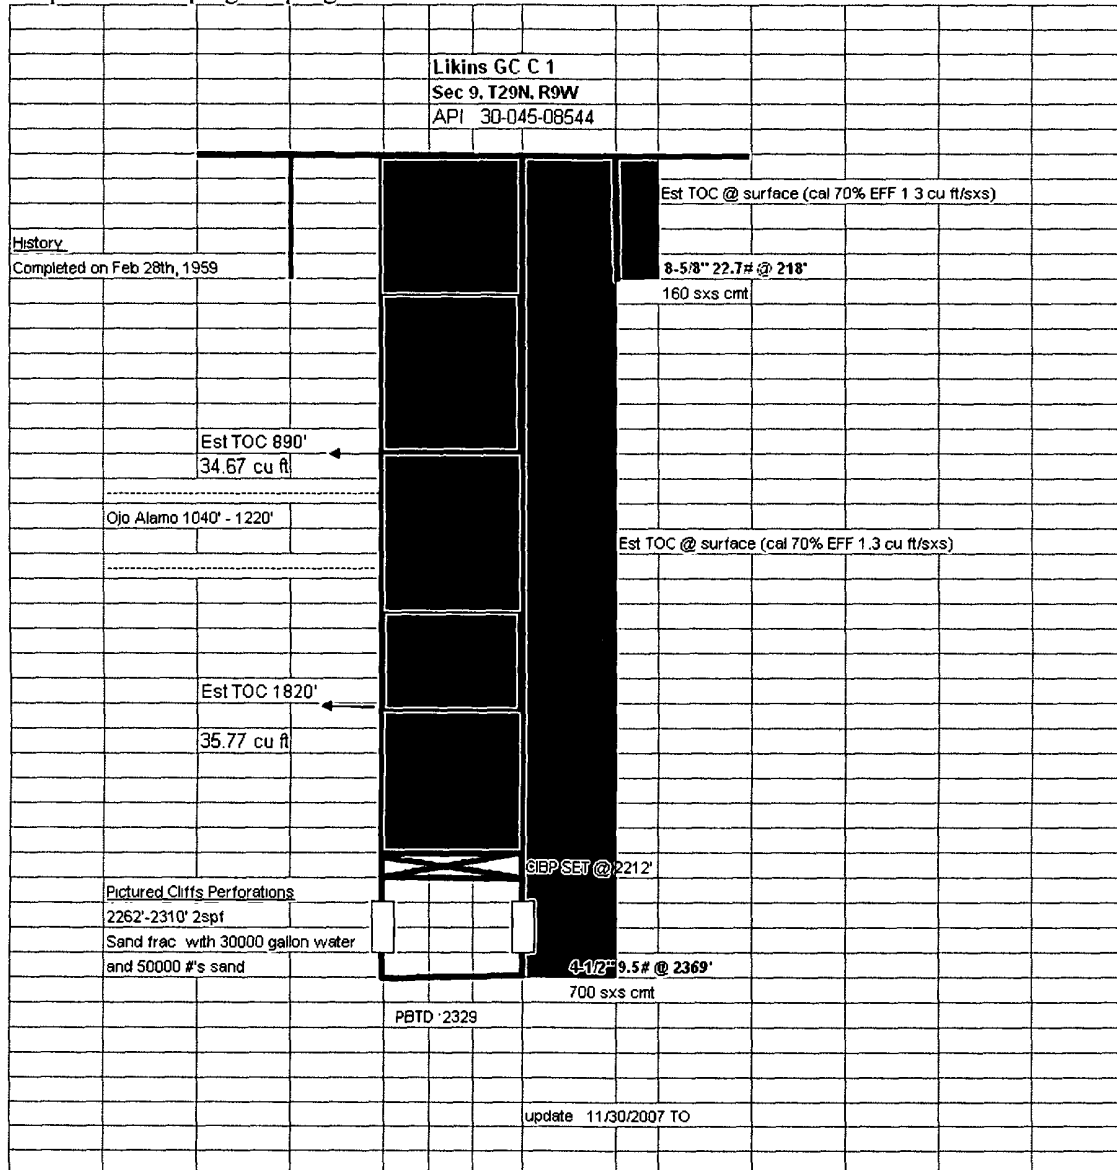 Likins GC C 1
Sec 9, T29N, R9W
API 30-045-08544
Est TOC @ surface (cal 70% EFF 1 3 cu ft/sxs)
History
Completed on Feb 28th, 1959
8-5/8" 22.7# @ 218'
160 sxs cmt
Est TOC 890'
34.67 cu ft
Ojo Alamo 1040' - 1220'
Est TOC @ surface (cal 70% EFF 1.3 cu ft/sxs)
Est TOC 1820'
35.77 cu ft
CIBP SET @ 2212'
Pictured Cliffs Perforations
2262'-2310' 2spf
Sand frac with 30000 gallon water
and 50000 #'s sand
4-1/2" 9.5# @ 2369'
700 sxs cmt
PBTD 2329
update 11/30/2007 TO